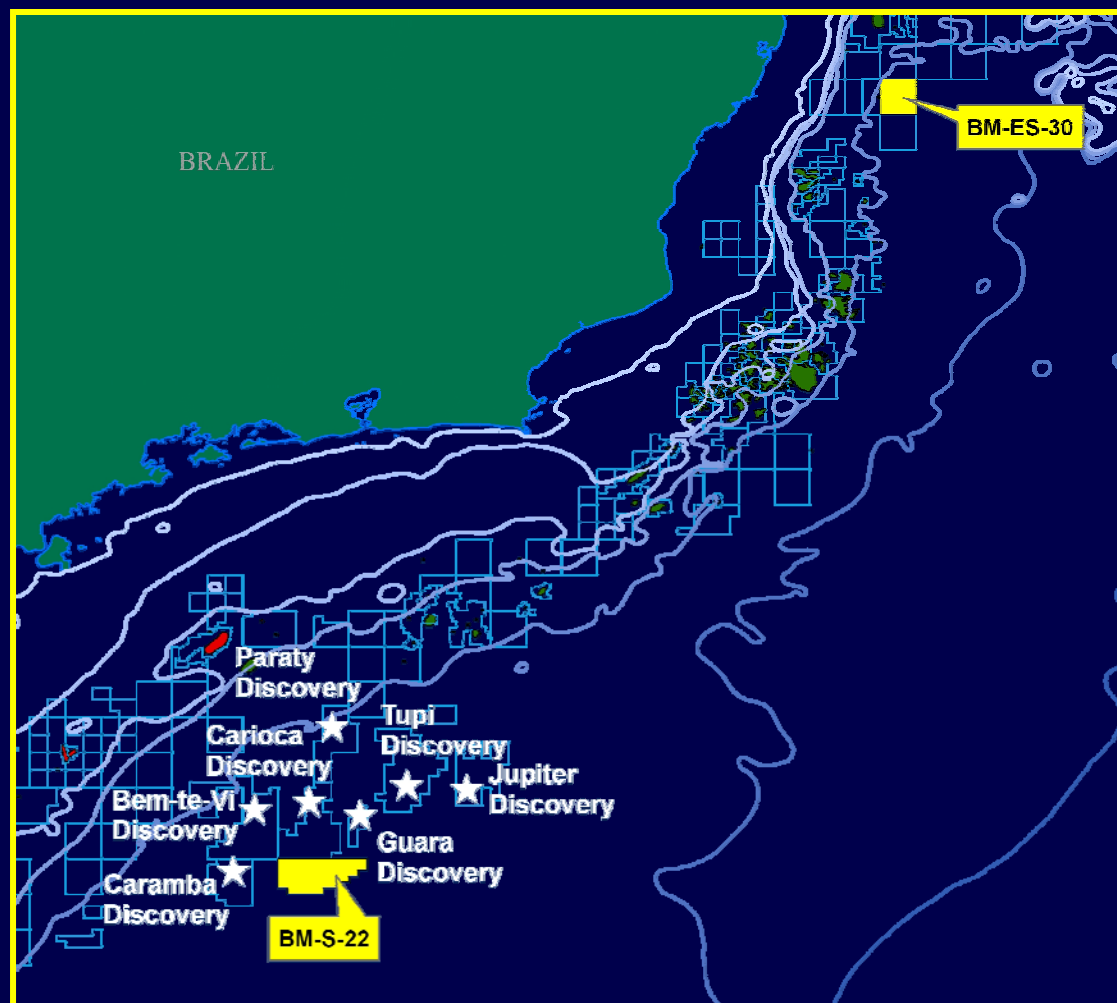 BRAZIL
BM-ES-30
Paraty
Discovery
Carioca
Discovery
Tupi
Discovery
Jupiter
Discovery
Bem-te-Vi
Discovery
Guara
Discovery
Caramba
Discovery
BM-S-22